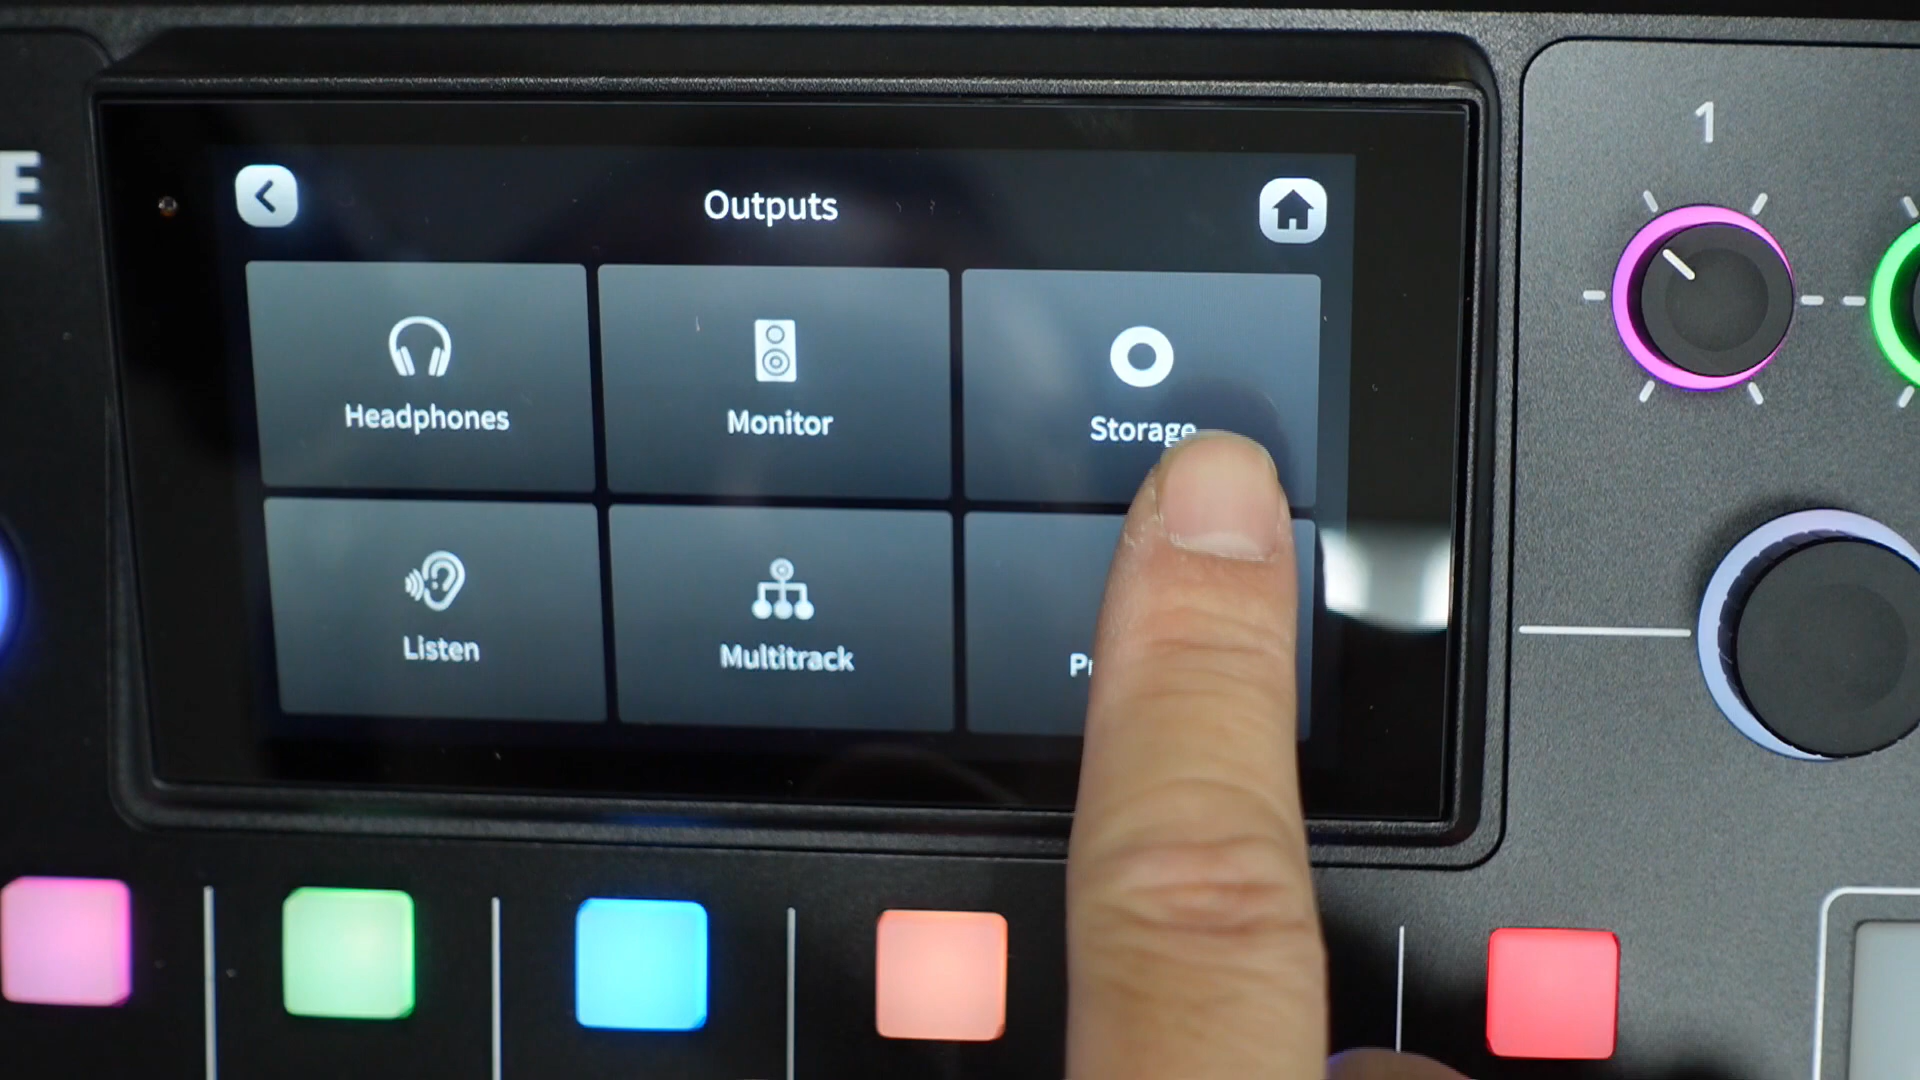 E
1
Outputs
Headphones
Monitor
Storage
Listen
Multitrack